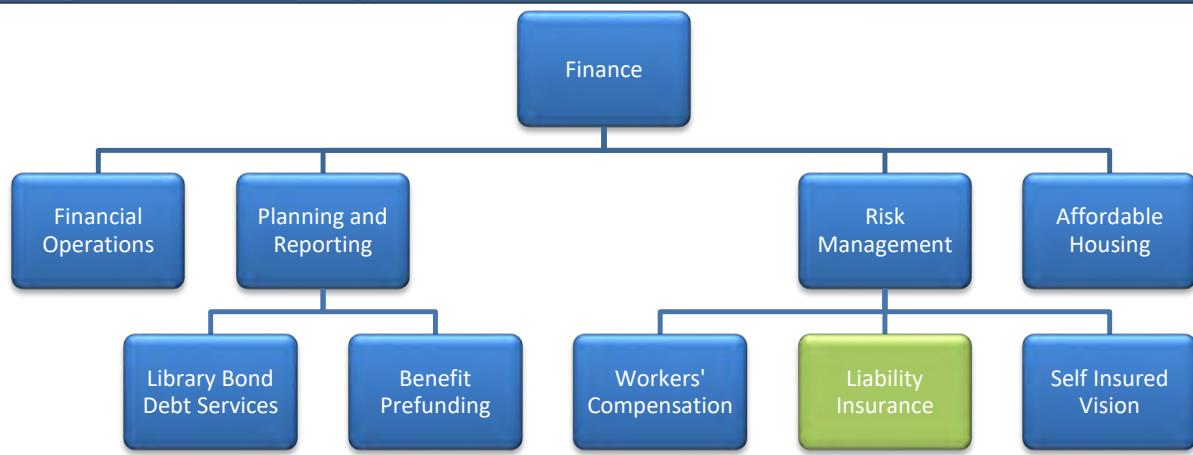 Finance
Financial
Operations
Planning and
Reporting
Risk
Management
Affordable
Housing
Library Bond
Debt Services
Benefit
Prefunding
Workers'
Compensation
Liability
Insurance
Self Insured
Vision